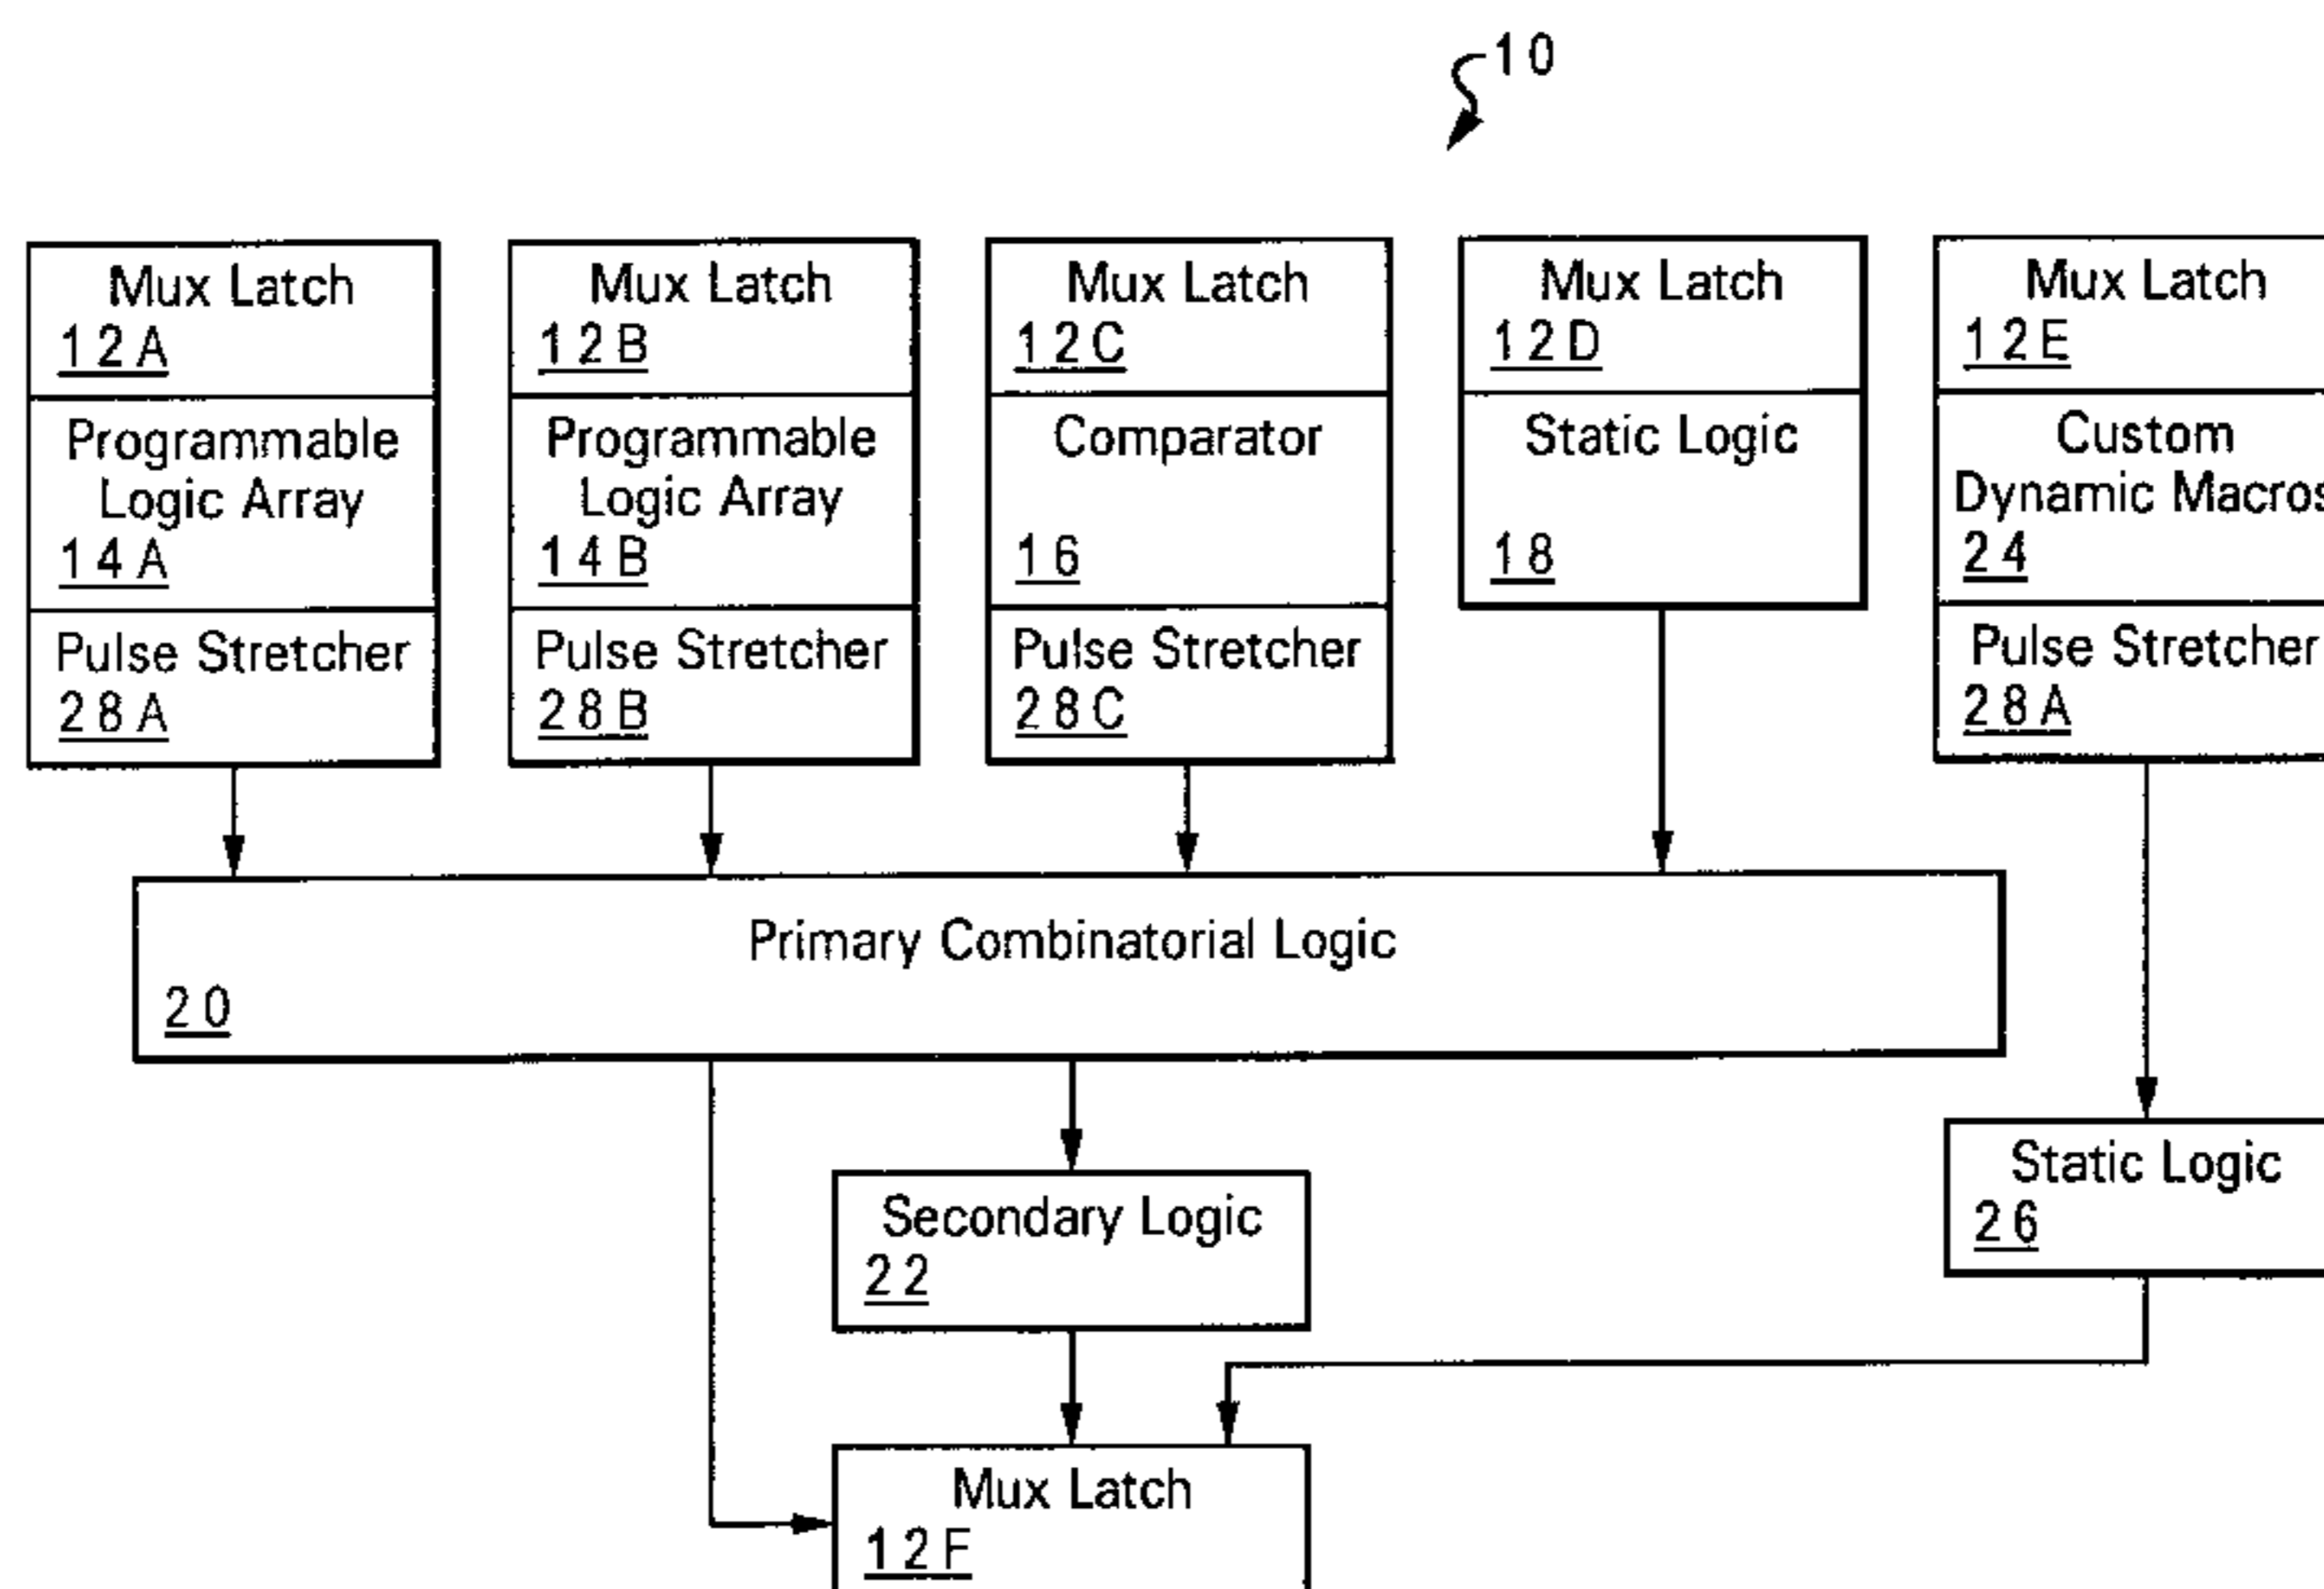 10
Mux Latch
12A
Programmable
Logic Array
14A
Pulse Stretcher
28A
Mux Latch
12B
Programmable
Logic Array
14B
Pulse Stretcher
28B
Mux Latch
12C
Comparator
16
Pulse Stretcher
28C
Mux Latch
12D
Static Logic
18
Mux Latch
12E
Custom
Dynamic Macros
24
Pulse Stretcher
28A
Primary Combinatorial Logic
20
Secondary Logic
22
Static Logic
26
Mux Latch
12F